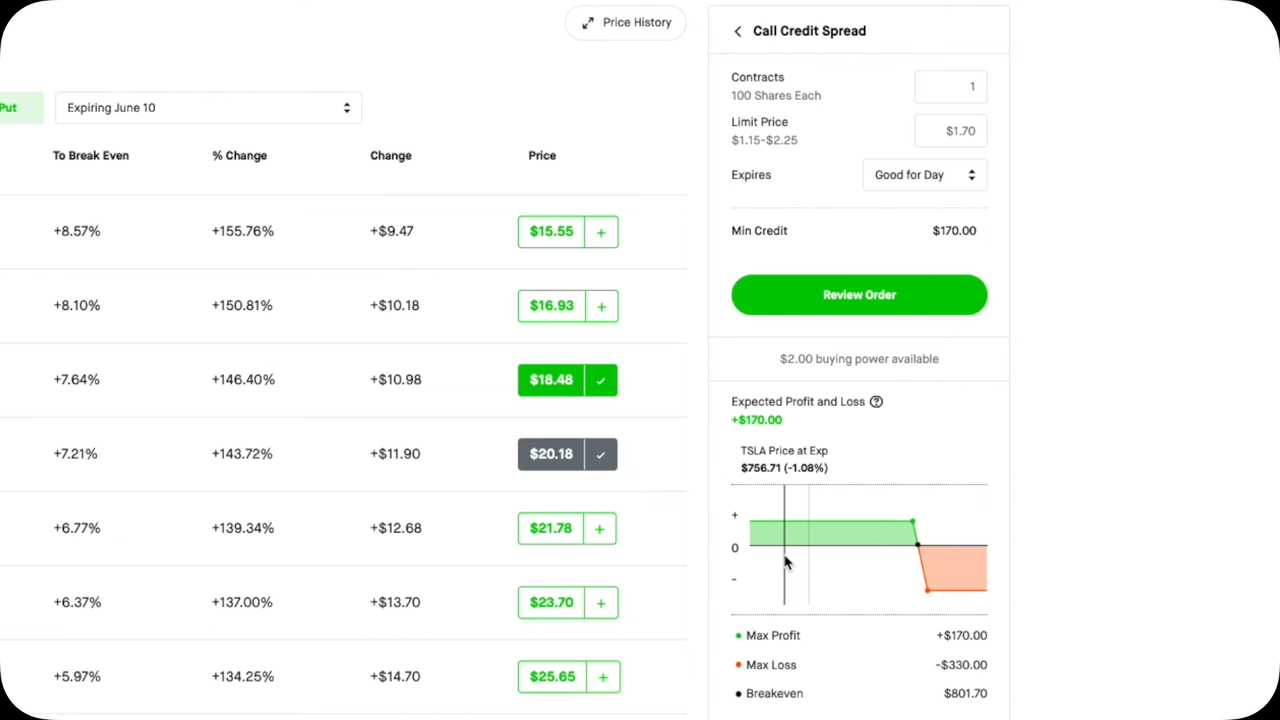 Price History
Put
Expiring June 10
To Break Even % Change Change Price
+8.57% +155.76% +$9.47 $15.55 +
+8.10% +150.81% +$10.18 $16.93 +
+7.64% +146.40% +$10.98 $18.48
+7.21% +143.72% +$11.90 $20.18
+6.77% +139.34% +$12.68 $21.78 +
+6.37% +137.00% +$13.70 $23.70 +
+5.97% +134.25% +$14.70 $25.65 +
Call Credit Spread
Contracts 1
100 Shares Each
Limit Price $1.70
$1.15-$2.25
Expires Good for Day
Min Credit $170.00
Review Order
$2.00 buying power available
Expected Profit and Loss ?
+$170.00
TSLA Price at Exp
$756.71 (-1.08%)
+
0
-
Max Profit +$170.00
Max Loss -$330.00
Breakeven $801.70